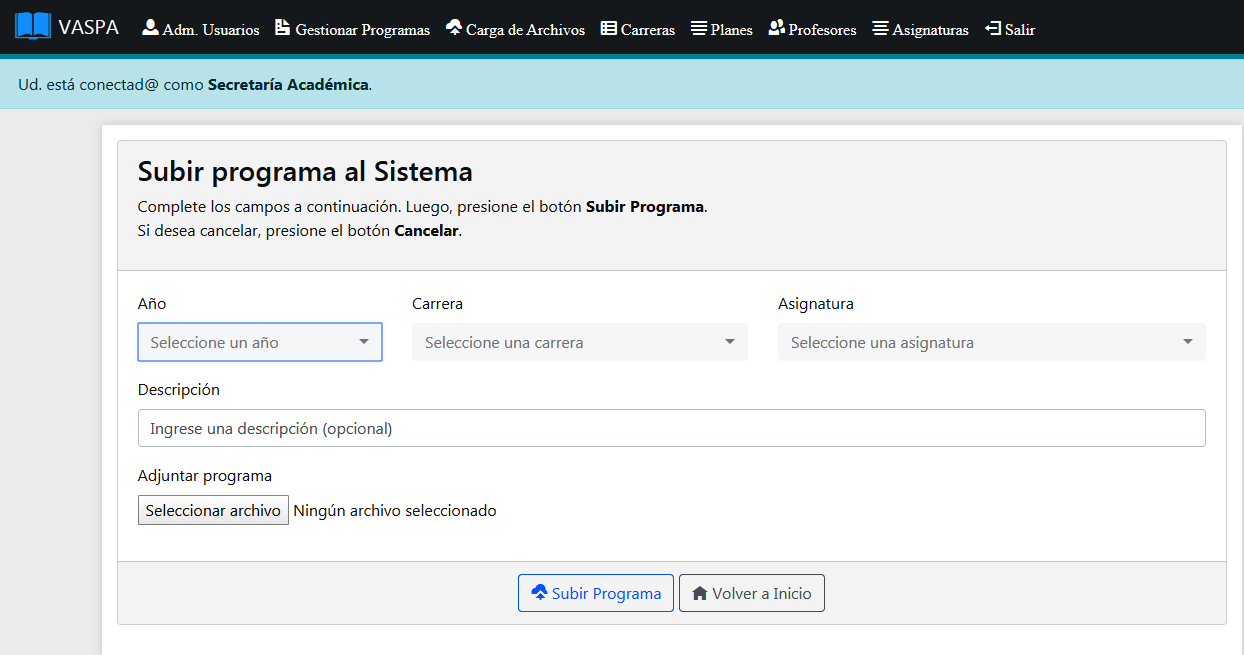 VASPA Adm. Usuarios Gestionar Programas Carga de Archivos Carreras Planes Profesores Asignaturas Salir
Ud. está conectad@ como Secretaría Académica.
Subir programa al Sistema
Complete los campos a continuación. Luego, presione el botón Subir Programa.
Si desea cancelar, presione el botón Cancelar.
Año Carrera Asignatura
Seleccione un año Seleccione una carrera Seleccione una asignatura
Descripción
Ingrese una descripción (opcional)
Adjuntar programa
Seleccionar archivo Ningún archivo seleccionado
Subir Programa Volver a Inicio